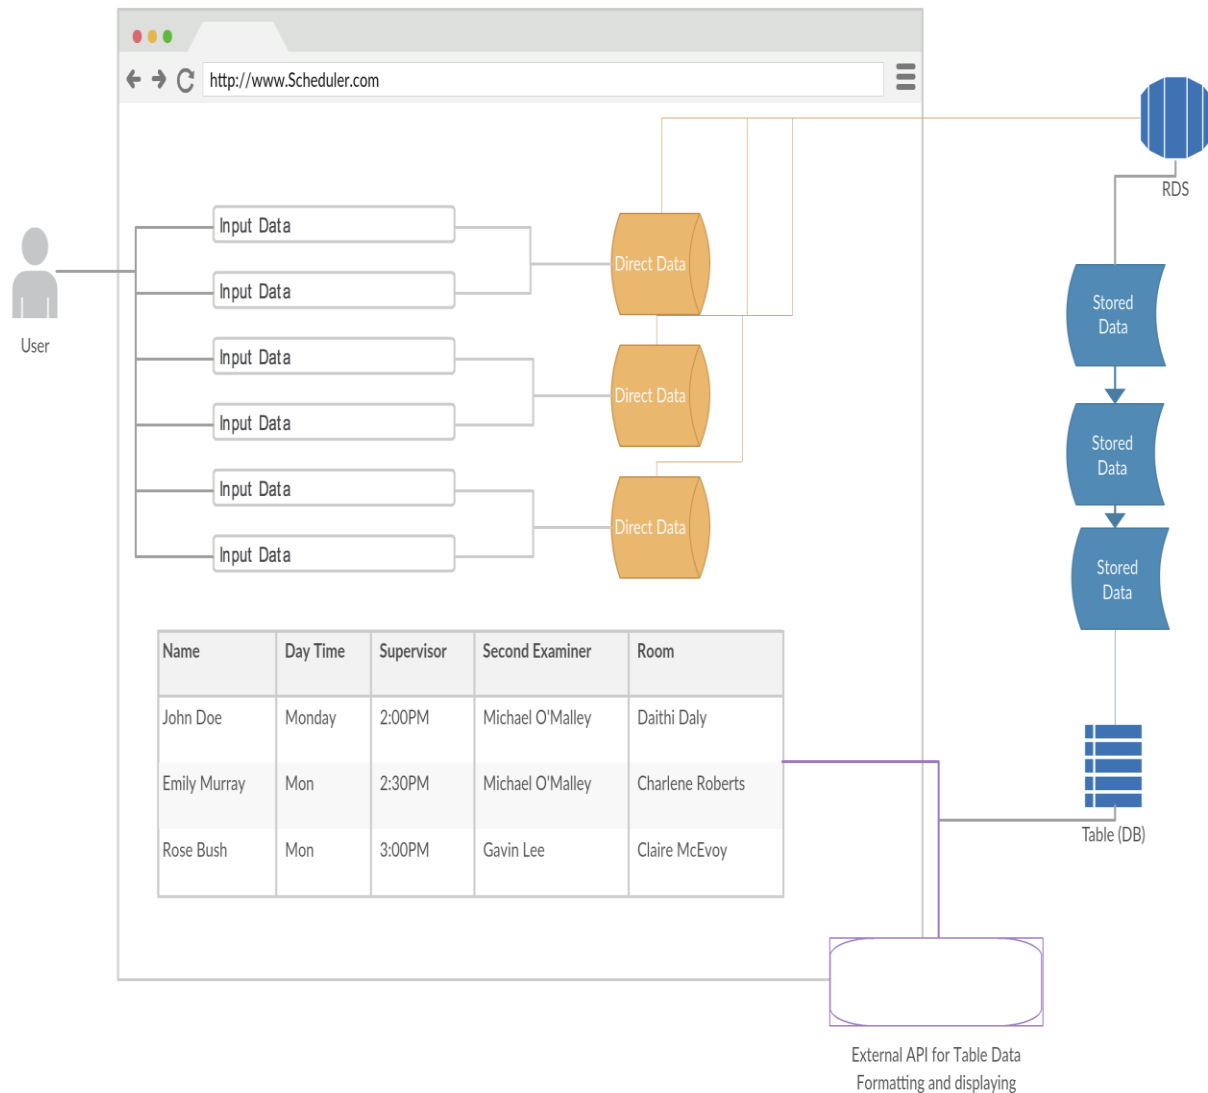 http://www.Scheduler.com
RDS
Input Data
Direct Data
Input Data
Stored
Data
User
Input Data
Direct Data
Input Data
Stored
Data
Input Data
Direct Data
Input Data
Stored
Data
Name Day Time Supervisor Second Examiner Room
John Doe Monday 2:00PM Michael O'Malley Daithi Daly
Emily Murray Mon 2:30PM Michael O'Malley Charlene Roberts
Rose Bush Mon 3:00PM Gavin Lee Claire McEvoy
Table (DB)
External API for Table Data
Formatting and displaying